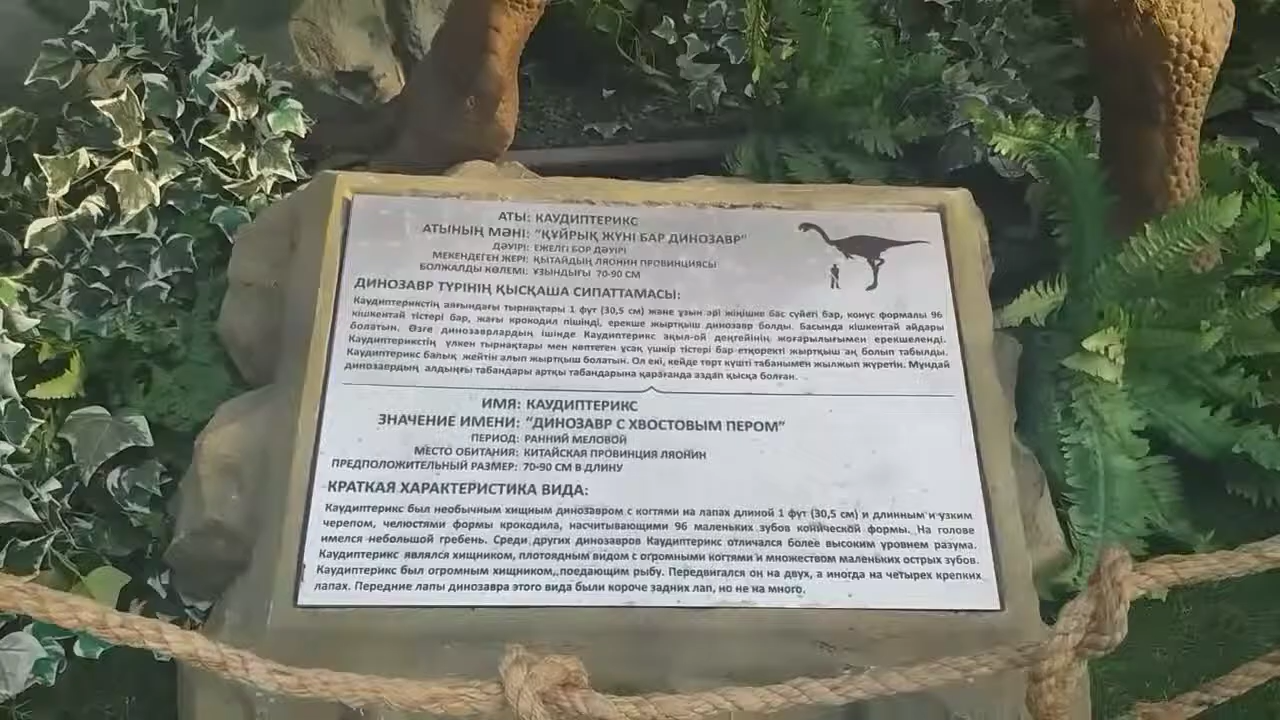 АТЫ: КАУДИПТЕРИКС
АТЫНЫҢ МӘНІ: "ҚҰЙРЫҚ ЖҮНІ БАР ДИНОЗАВР"
ДӘУІРІ: ЕЖЕЛГІ БОР ДӘУІРІ
МЕКЕНДЕГЕН ЖЕРІ: ҚЫТАЙДЫҢ ЛЯОНИН ПРОВИНЦИЯСЫ
БОЛЖАЛДЫ КӨЛЕМІ: ҰЗЫНДЫҒЫ 70-90 СМ
ДИНОЗАВР ТҮРІНІҢ ҚЫСҚАША СИПАТТАМАСЫ:
Каудиптерикстің аяғындағы тырнақтары 1 фут (30,5 см) және ұзын әрі жіңішке бас сүйегі бар, конус формалы 96
кішкентай тістері бар, жағы крокодил пішінді, ерекше жыртқыш динозавр болды. Басында кішкентай айдары
болатын. Өзге динозаврлардың ішінде Каудиптерикс ақыл-ой деңгейінің жоғарылығымен ерекшеленді.
Каудиптерикстің үлкен тырнақтары мен көптеген ұсақ үшкір тістері бар етқоректі жыртқыш аң болып табылды.
Каудиптерикс балық жейтін алып жыртқыш болатын. Ол екі, кейде төрт күшті табанымен жылжып жүретін. Мұндай
динозаврдың алдыңғы табандары артқы табандарына қарағанда аздап қысқа болған.
ИМЯ: КАУДИПТЕРИКС
ЗНАЧЕНИЕ ИМЕНИ: "ДИНОЗАВР С ХВОСТОВЫМ ПЕРОМ"
ПЕРИОД: РАННИЙ МЕЛОВОЙ
МЕСТО ОБИТАНИЯ: КИТАЙСКАЯ ПРОВИНЦИЯ ЛЯОНИН
ПРЕДПОЛОЖИТЕЛЬНЫЙ РАЗМЕР: 70-90 СМ В ДЛИНУ
КРАТКАЯ ХАРАКТЕРИСТИКА ВИДА:
Каудиптерикс был необычным хищным динозавром с когтями на лапах длиной 1 фут (30,5 см) и длинным и узким
черепом, челюстями формы крокодила, насчитывающими 96 маленьких зубов конической формы. На голове
имелся небольшой гребень. Среди других динозавров Каудиптерикс отличался более высоким уровнем разума.
Каудиптерикс являлся хищником, плотоядным видом с огромными когтями и множеством маленьких острых зубов.
Каудиптерикс был огромным хищником, поедающим рыбу. Передвигался он на двух, а иногда на четырех крепких
лапах. Передние лапы динозавра этого вида были короче задних лап, но не на много.